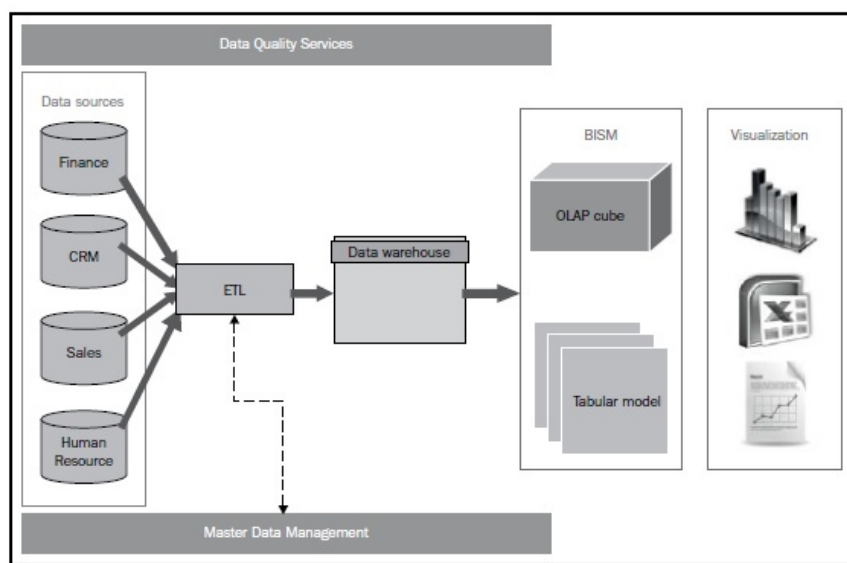 Data Quality Services
Data sources
Finance
CRM
Sales
Human
Resource
ETL
Data warehouse
BISM
OLAP cube
Tabular model
Visualization
Master Data Management